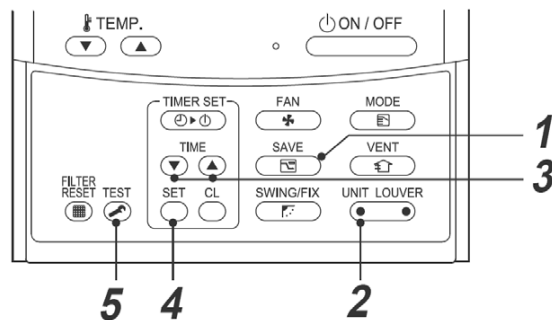 TEMP.
ON / OFF
TIMER SET
FAN
MODE
1
TIME
SAVE
VENT
3
FILTER
RESET
TEST
SET
CL
SWING/FIX
UNIT LOUVER
5
4
2